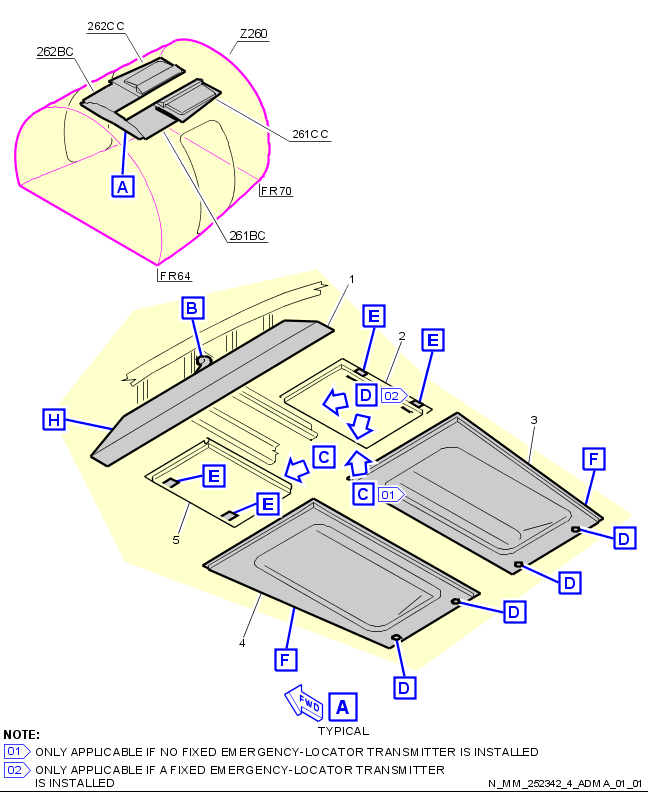 262CC
Z260
262BC
261CC
A
FR70
261BC
FR64
1
B
E
2
E
D 02
H
3
C
F
E
C 01
E
D
5
D
D
4
F
D
FWD A
TYPICAL
NOTE:
01 ONLY APPLICABLE IF NO FIXED EMERGENCY-LOCATOR TRANSMITTER IS INSTALLED
02 ONLY APPLICABLE IF A FIXED EMERGENCY-LOCATOR TRANSMITTER
IS INSTALLED
N_MM_252342_4_ADMA_01_01